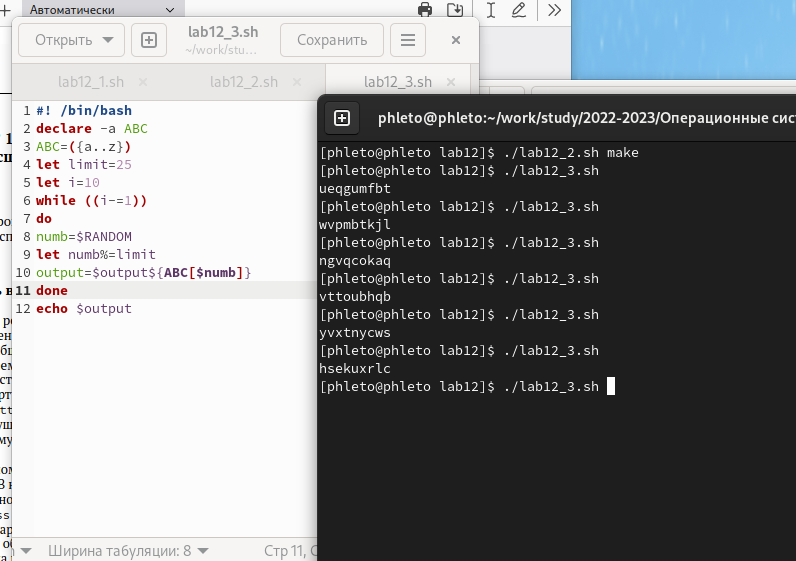 Автоматически
Открыть
lab12_3.sh
~/work/stu…
Сохранить
lab12_1.sh
lab12_2.sh
lab12_3.sh
1 #! /bin/bash
2 declare -a ABC
3 ABC=({a..z})
4 let limit=25
5 let i=10
6 while ((i-=1))
7 do
8 numb=$RANDOM
9 let numb%=limit
10 output=$output${ABC[$numb]}
11 done
12 echo $output
Ширина табуляции: 8
Стр 11,
phleto@phleto:~/work/study/2022-2023/Операционные сис
[phleto@phleto lab12]$ ./lab12_2.sh make
[phleto@phleto lab12]$ ./lab12_3.sh
ueqgumfbt
[phleto@phleto lab12]$ ./lab12_3.sh
wvpmbtkjl
[phleto@phleto lab12]$ ./lab12_3.sh
ngvqcokaq
[phleto@phleto lab12]$ ./lab12_3.sh
vttoubhqb
[phleto@phleto lab12]$ ./lab12_3.sh
yvxtnycws
[phleto@phleto lab12]$ ./lab12_3.sh
hsekuxrlc
[phleto@phleto lab12]$ ./lab12_3.sh